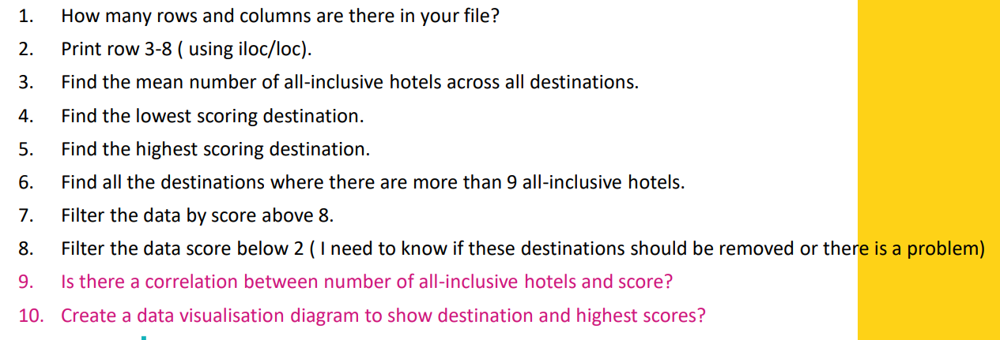 1. How many rows and columns are there in your file?
2. Print row 3-8 ( using iloc/loc).
3. Find the mean number of all-inclusive hotels across all destinations.
4. Find the lowest scoring destination.
5. Find the highest scoring destination.
6. Find all the destinations where there are more than 9 all-inclusive hotels.
7. Filter the data by score above 8.
8. Filter the data score below 2 ( I need to know if these destinations should be removed or there is a problem)
9. Is there a correlation between number of all-inclusive hotels and score?
10. Create a data visualisation diagram to show destination and highest scores?